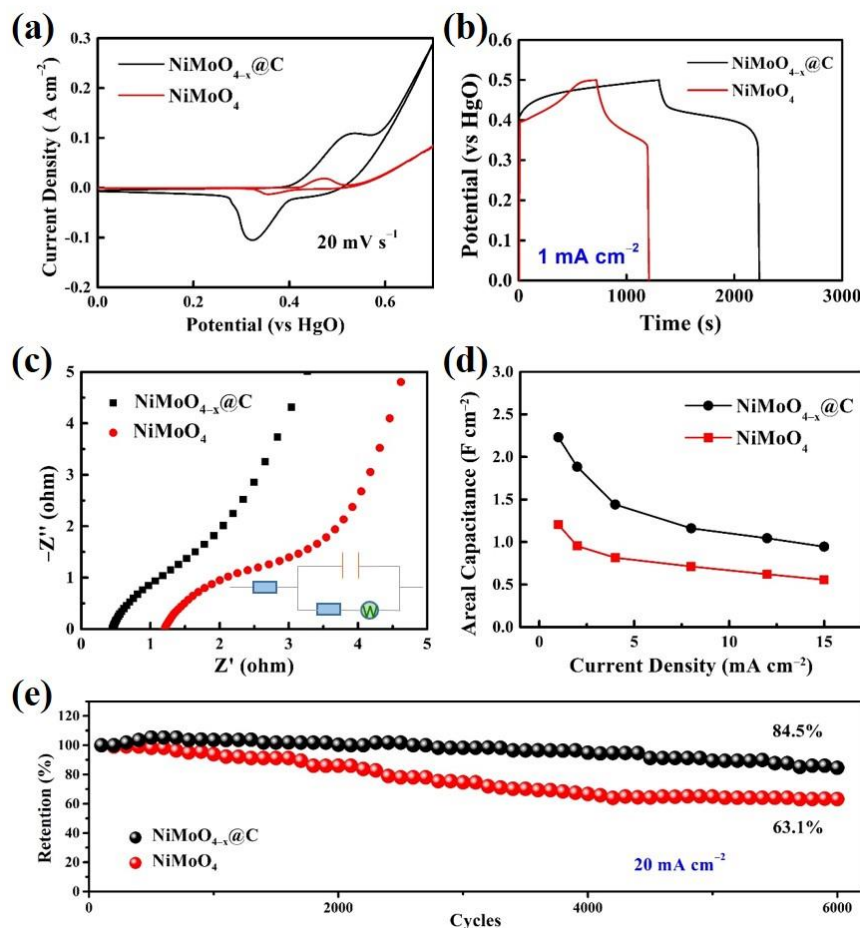 (a)
0.3
0.2
0.1
0.0
-0.1
-0.2
Current Density ( A cm⁻²)
NiMoO₄₋ₓ@C
NiMoO₄
20 mV s⁻¹
0.0 0.2 0.4 0.6
Potential (vs HgO)
(b)
0.6
0.5
0.4
0.3
0.2
0.1
0.0
Potential (vs HgO)
NiMoO₄₋ₓ@C
NiMoO₄
1 mA cm⁻²
0 1000 2000 3000
Time (s)
(c)
5
4
3
2
1
0
–Z'' (ohm)
NiMoO₄₋ₓ@C
NiMoO₄
W
0 1 2 3 4 5
Z' (ohm)
(d)
3.0
2.5
2.0
1.5
1.0
0.5
0.0
Areal Capacitance (F cm⁻²)
NiMoO₄₋ₓ@C
NiMoO₄
0 5 10 15
Current Density (mA cm⁻²)
(e)
120
100
80
60
40
20
0
Retention (%)
84.5%
63.1%
NiMoO₄₋ₓ@C
NiMoO₄
20 mA cm⁻²
0 2000 4000 6000
Cycles